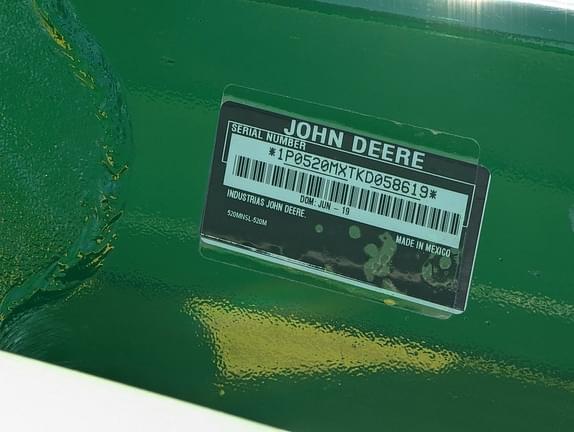 JOHN DEERE
SERIAL NUMBER
*1P0520MXTKD058619*
DOM: JUN - 19
INDUSTRIAS JOHN DEERE.
MADE IN MEXICO
520MNSL-520M